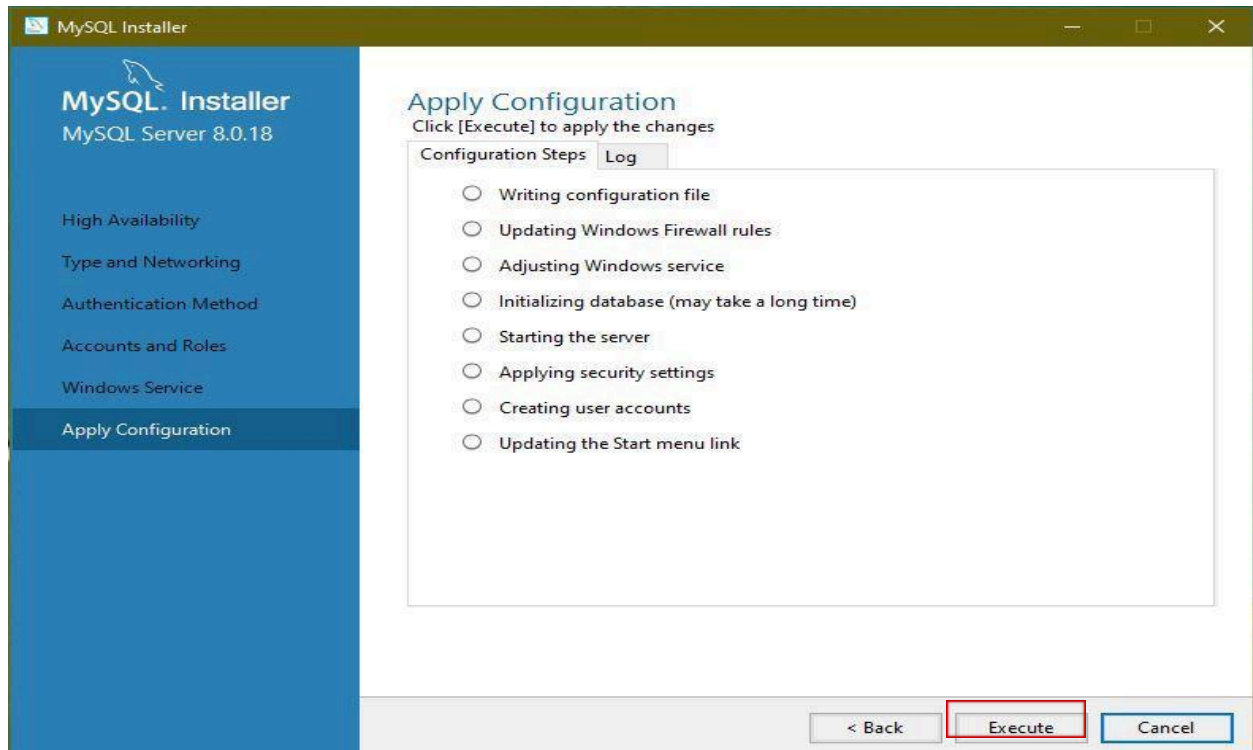 MySQL Installer
MySQL. Installer
MySQL Server 8.0.18
High Availability
Type and Networking
Authentication Method
Accounts and Roles
Windows Service
Apply Configuration
Apply Configuration
Click [Execute] to apply the changes
Configuration Steps Log
Writing configuration file
Updating Windows Firewall rules
Adjusting Windows service
Initializing database (may take a long time)
Starting the server
Applying security settings
Creating user accounts
Updating the Start menu link
< Back Execute Cancel